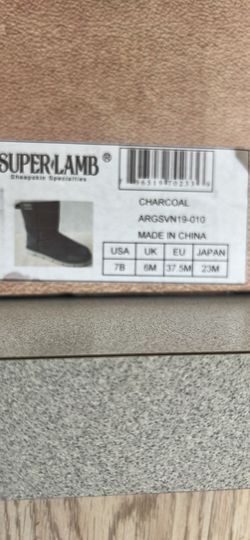 SUPER LAMB®
Sheepskin Specialties
CHARCOAL
ARGSVN19-010
MADE IN CHINA
USA UK EU JAPAN
7B 6M 37.5M 23M